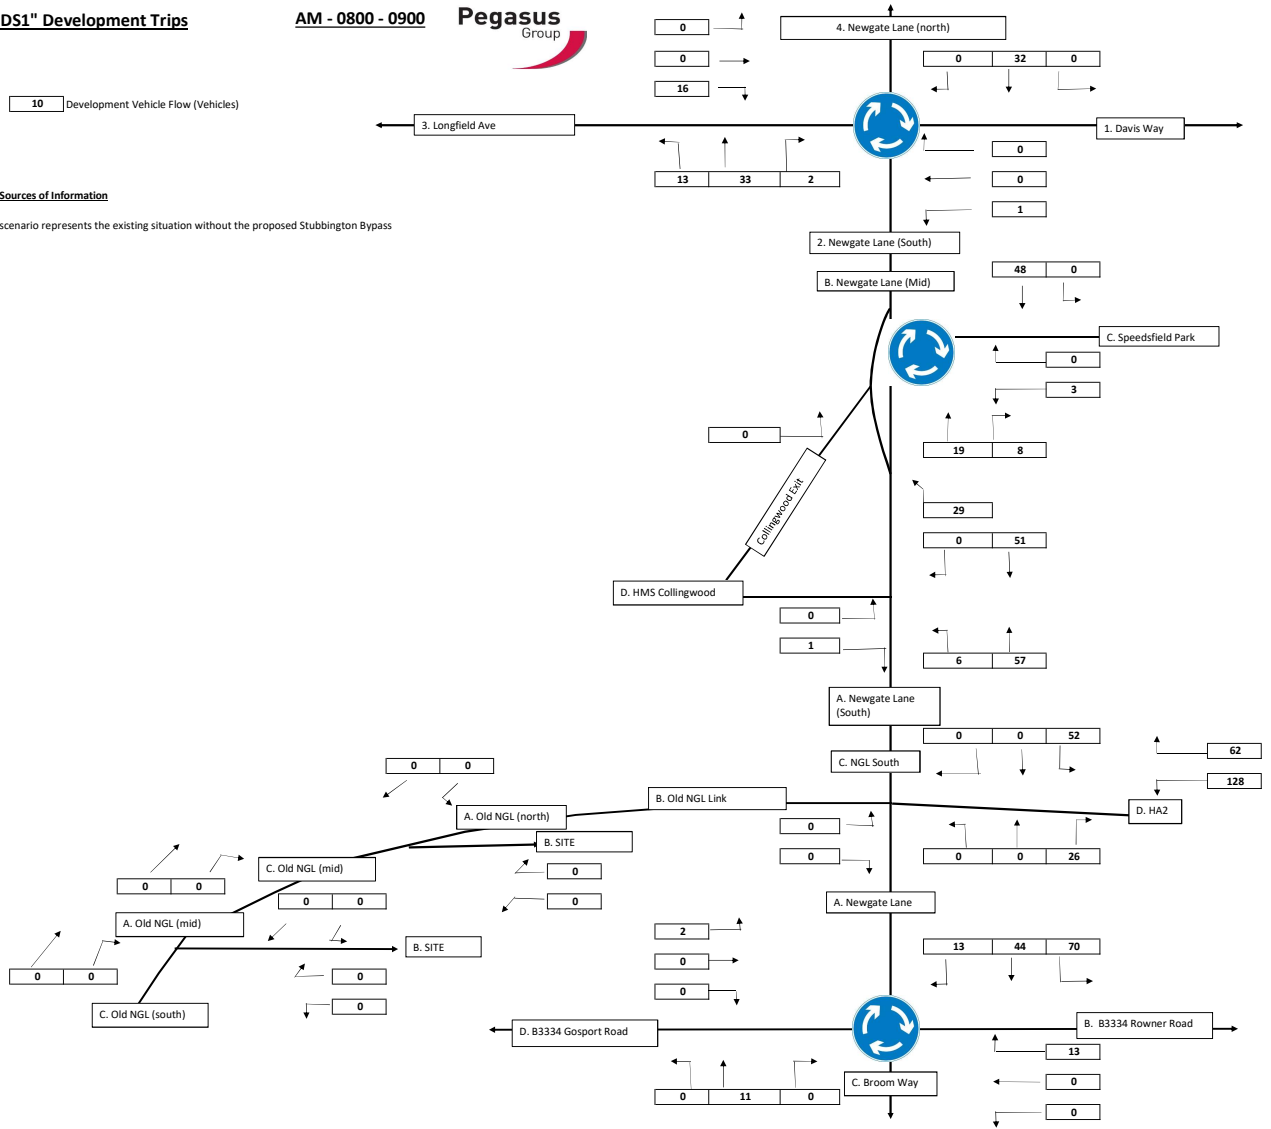 DS1" Development Trips
AM - 0800 - 0900
Pegasus
Group
0
4. Newgate Lane (north)
0
0 32 0
16
10 Development Vehicle Flow (Vehicles)
3. Longfield Ave
1. Davis Way
0
13 33 2
0
Sources of Information
1
scenario represents the existing situation without the proposed Stubbington Bypass
2. Newgate Lane (South)
48 0
B. Newgate Lane (Mid)
C. Speedsfield Park
0
3
0
19 8
Collingwood Exit
29
0 51
D. HMS Collingwood
0
1
6 57
A. Newgate Lane
(South)
0 0 52
62
C. NGL South
0 0
128
B. Old NGL Link
A. Old NGL (north)
D. HA2
0
B. SITE
0
0 0 26
C. Old NGL (mid)
0
0 0
0 0
0
A. Newgate Lane
A. Old NGL (mid)
2
B. SITE
13 44 70
0
0 0
0
0
0
C. Old NGL (south)
D. B3334 Gosport Road
B. B3334 Rowner Road
13
C. Broom Way
0
0 11 0
0